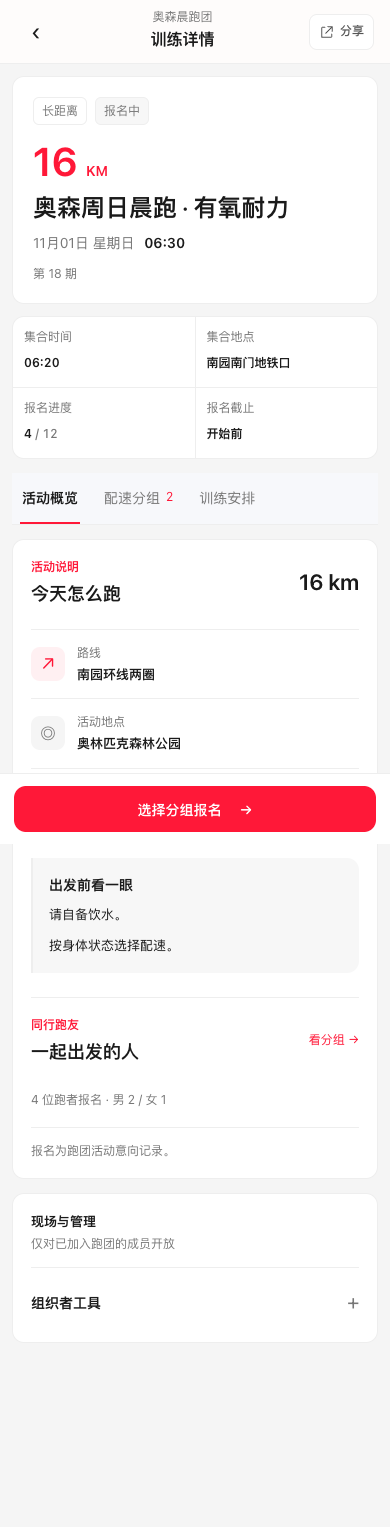 奥森晨跑团
训练详情
分享
长距离 报名中
16 KM
奥森周日晨跑 · 有氧耐力
11月01日 星期日 06:30
第 18 期
集合时间
06:20
集合地点
南园南门地铁口
报名进度
4 / 12
报名截止
开始前
活动概览 配速分组 2 训练安排
活动说明
今天怎么跑
16 km
路线
南园环线两圈
活动地点
奥林匹克森林公园
选择分组报名 →
出发前看一眼
请自备饮水。
按身体状态选择配速。
同行跑友
一起出发的人
看分组 →
4 位跑者报名 · 男 2 / 女 1
报名为跑团活动意向记录。
现场与管理
仅对已加入跑团的成员开放
组织者工具 +